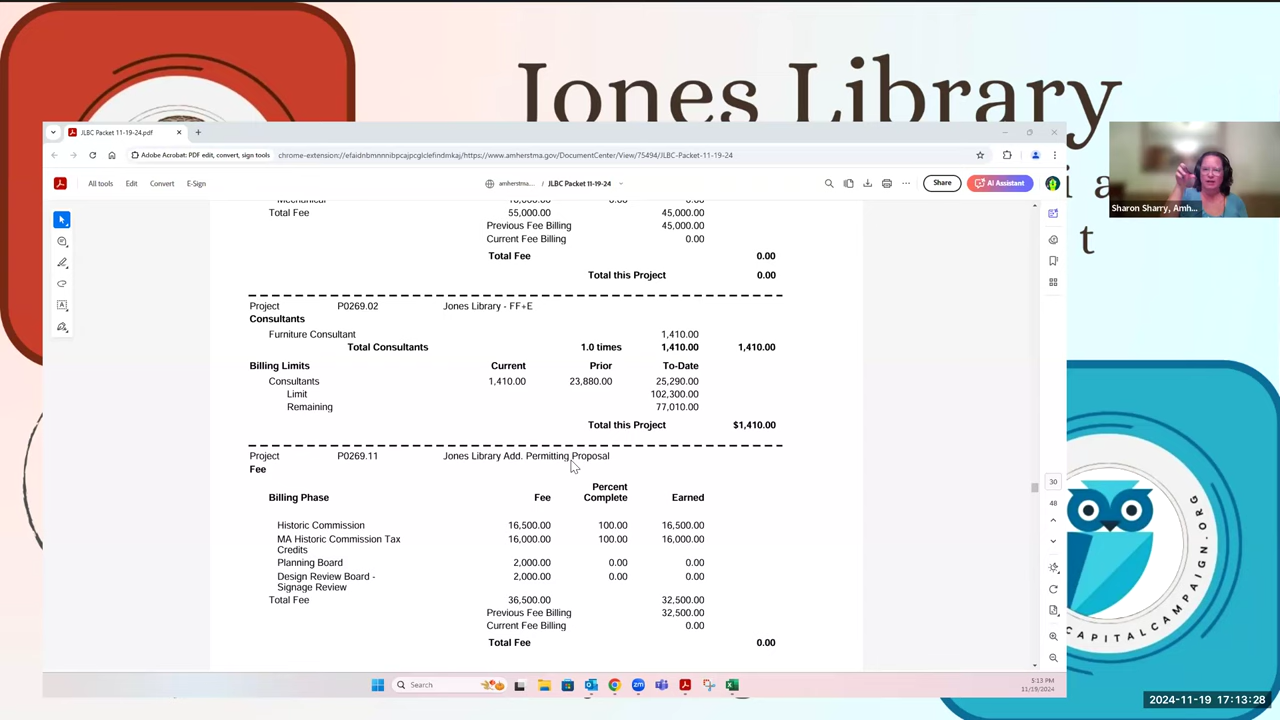 Jones Library
JLBC Packet 11-19-24.pdf
Adobe Acrobat: PDF edit, convert, sign tools
chrome-extension://efaidnbmnnnibpcajpcglclefindmkaj/https://www.amherstma.gov/DocumentCenter/View/75494/JLBC-Packet-11-19-24
All tools Edit Convert E-Sign
amherstma... / JLBC Packet 11-19-24
Share
AI Assistant
Sharon Sharry, Amh...
t
Total Fee 55,000.00 45,000.00
Previous Fee Billing 45,000.00
Current Fee Billing 0.00
Total Fee 0.00
Total this Project 0.00
Project P0269.02 Jones Library - FF+E
Consultants
Furniture Consultant 1,410.00
Total Consultants 1.0 times 1,410.00 1,410.00
Billing Limits Current Prior To-Date
Consultants 1,410.00 23,880.00 25,290.00
Limit 102,300.00
Remaining 77,010.00
Total this Project $1,410.00
Project P0269.11 Jones Library Add. Permitting Proposal
Fee
Percent
Billing Phase Fee Complete Earned
Historic Commission 16,500.00 100.00 16,500.00
MA Historic Commission Tax 16,000.00 100.00 16,000.00
Credits
Planning Board 2,000.00 0.00 0.00
Design Review Board - 2,000.00 0.00 0.00
Signage Review
Total Fee 36,500.00 32,500.00
Previous Fee Billing 32,500.00
Current Fee Billing 0.00
Total Fee 0.00
30
48
CAPITALCAMPAIGN.ORG
Search
5:13 PM
11/19/2024
2024-11-19 17:13:28